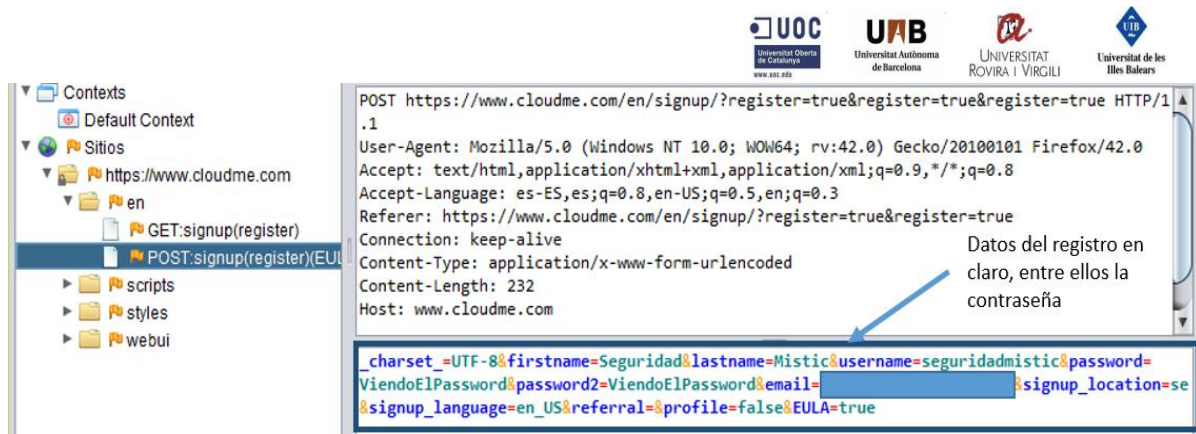 UOC
Universitat Oberta
de Catalunya
www.uoc.edu
UAB
Universitat Autònoma
de Barcelona
UNIVERSITAT
ROVIRA I VIRGILI
UIB
Universitat de les
Illes Balears
Contexts
Default Context
Sitios
https://www.cloudme.com
en
GET:signup(register)
POST:signup(register)(EUL
scripts
styles
webui
POST https://www.cloudme.com/en/signup/?register=true&register=true&register=true HTTP/1
.1
User-Agent: Mozilla/5.0 (Windows NT 10.0; WOW64; rv:42.0) Gecko/20100101 Firefox/42.0
Accept: text/html,application/xhtml+xml,application/xml;q=0.9,*/*;q=0.8
Accept-Language: es-ES,es;q=0.8,en-US;q=0.5,en;q=0.3
Referer: https://www.cloudme.com/en/signup/?register=true&register=true
Connection: keep-alive
Content-Type: application/x-www-form-urlencoded
Content-Length: 232
Host: www.cloudme.com
Datos del registro en
claro, entre ellos la
contraseña
_charset_=UTF-8&firstname=Seguridad&lastname=Mistic&username=seguridadmistic&password=
ViendoElPassword&password2=ViendoElPassword&email= &signup_location=se
&signup_language=en_US&referral=&profile=false&EULA=true